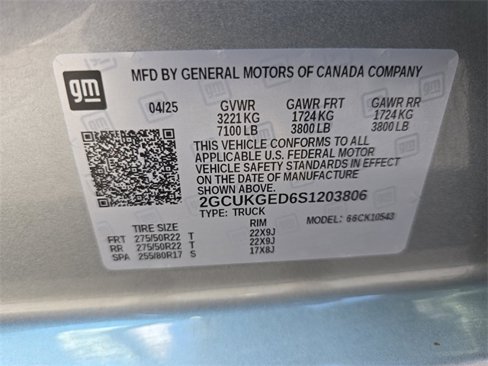 gm
MFD BY GENERAL MOTORS OF CANADA COMPANY
04/25 GVWR GAWR FRT GAWR RR
3221 KG 1724 KG 1724 KG
7100 LB 3800 LB 3800 LB
THIS VEHICLE CONFORMS TO ALL
APPLICABLE U.S. FEDERAL MOTOR
VEHICLE SAFETY STANDARDS IN EFFECT
ON THE DATE OF MANUFACTURE
SHOWN ABOVE.
2GCUKGED6S1203806
TYPE: TRUCK MODEL: 66CK10543
TIRE SIZE RIM
FRT 275/50R22 T 22X9J
RR 275/50R22 T 22X9J
SPA 255/80R17 S 17X8J